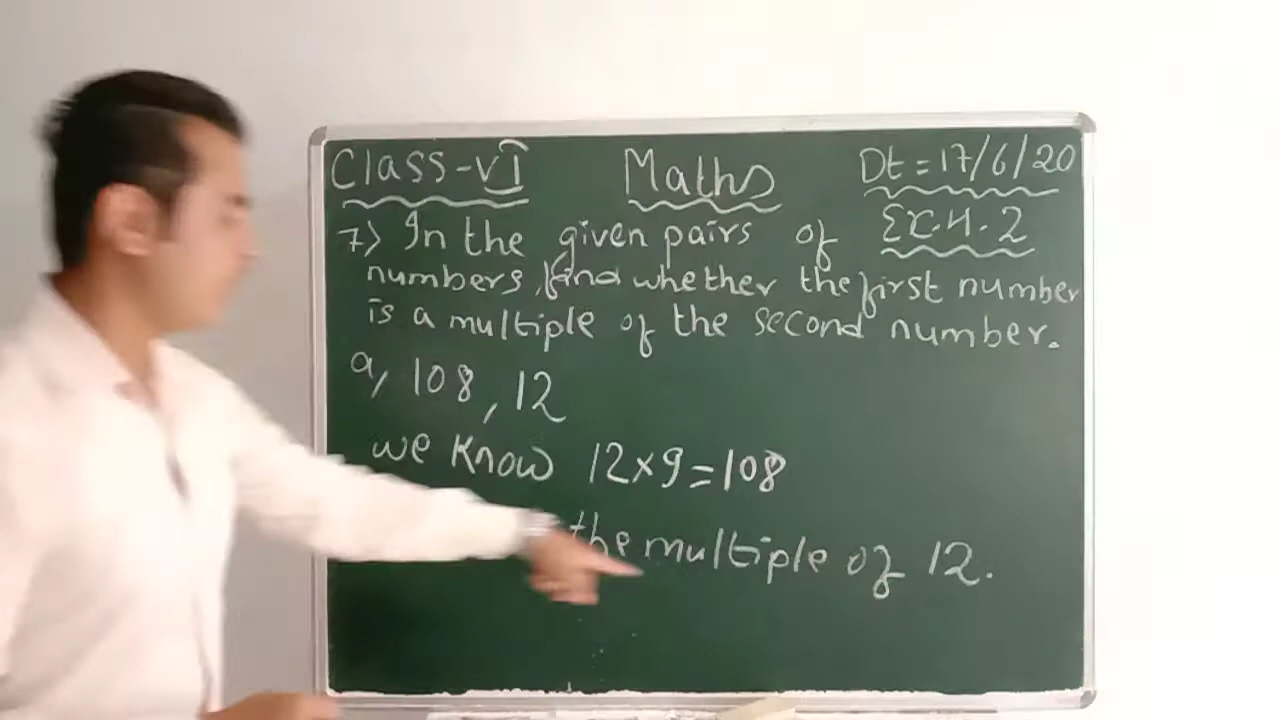 Class-VI Maths Dt=17/6/20
7) In the given pairs of Ex.4.2
numbers, find whether the first number
is a multiple of the second number.
a, 108, 12
we know 12×9=108
the multiple of 12.